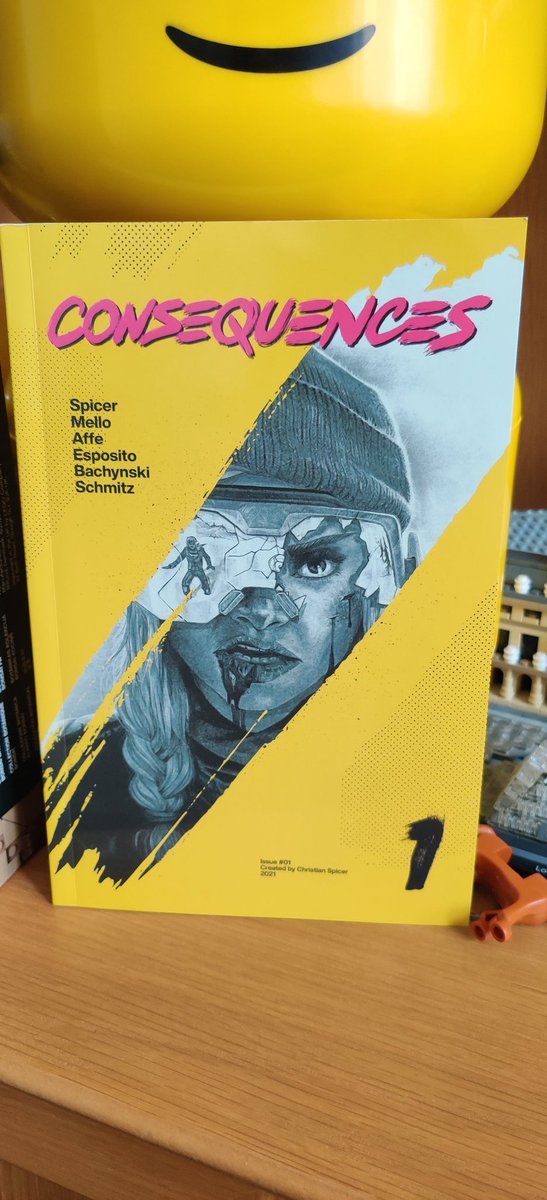 CONSEQUENCES
Spicer
Mello
Affe
Esposito
Bachynski
Schmitz
Issue #01
Created by Christian Spicer
2021
1